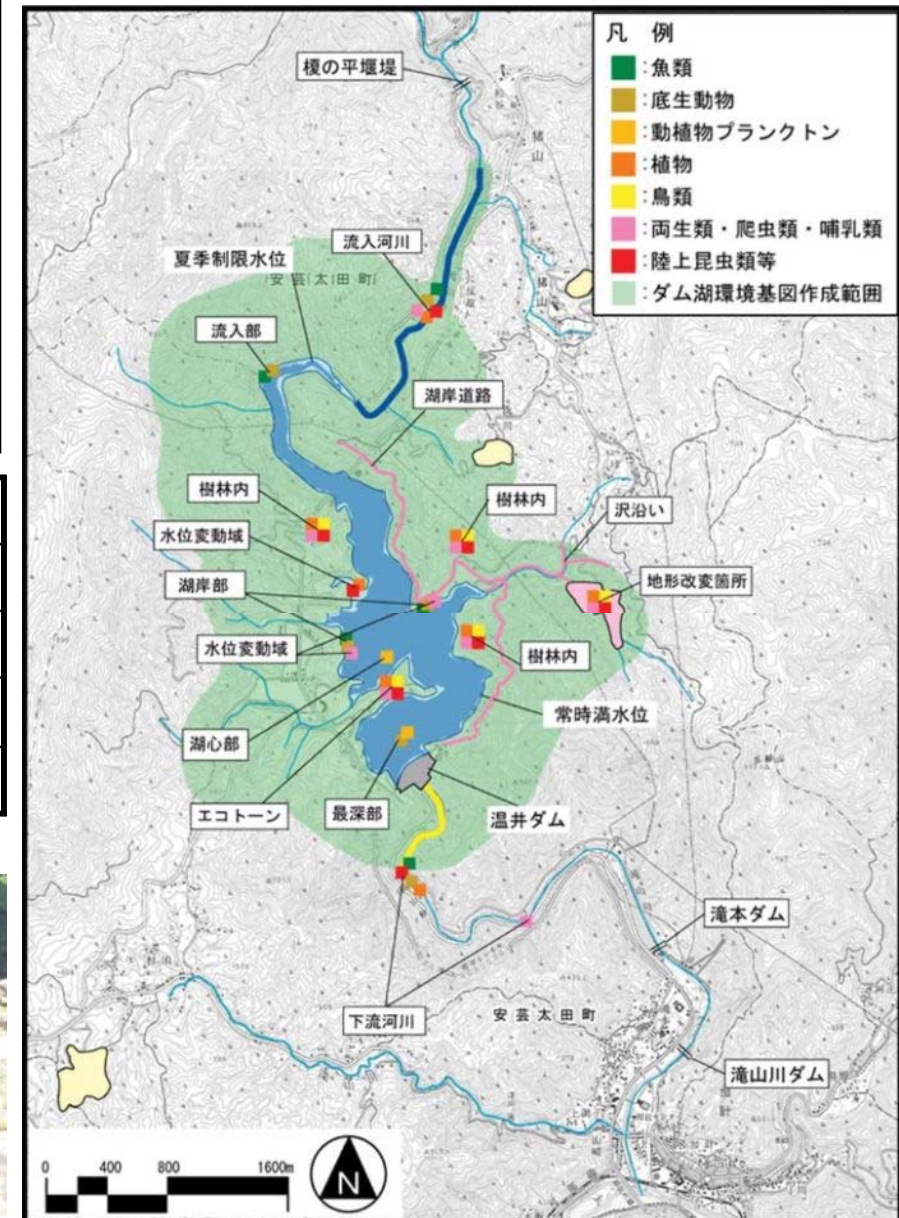 凡 例
:魚類
:底生動物
:動植物プランクトン
:植物
:鳥類
:両生類・爬虫類・哺乳類
:陸上昆虫類等
:ダム湖環境基図作成範囲
榎の平堰堤
猪山
流入河川
夏季制限水位
安芸太田町
猪山
流入部
湖岸道路
樹林内
樹林内
沢沿い
水位変動域
湖岸部
地形改変箇所
水位変動域
樹林内
常時満水位
湖心部
エコトーン
最深部
温井ダム
滝本ダム
下流河川
安芸太田町
滝山川ダム
0 400 800 1600m
N